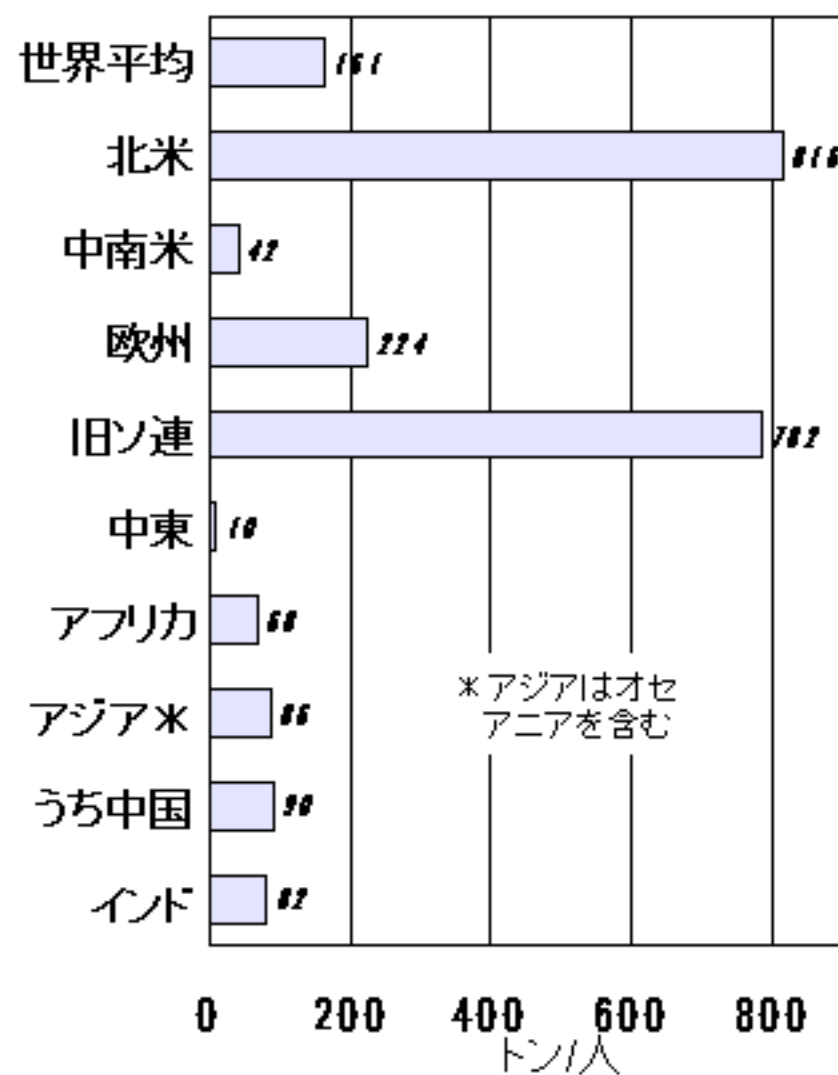 世界平均 161
北米
中南米 42
欧州 224
旧ソ連 782
中東 10
アフリカ 68
アジア* 86
うち中国 90
インド 82
*アジアはオセ
アニアを含む
0 200 400 600 800
トン/人